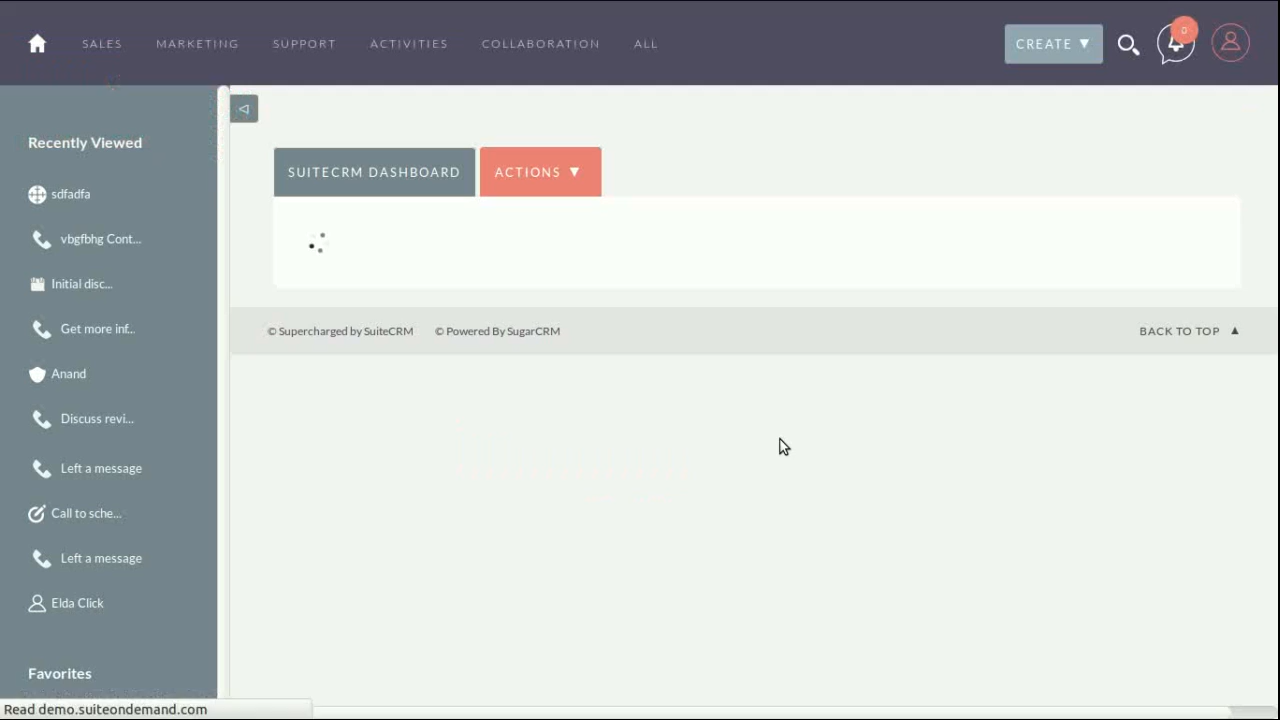 SALES MARKETING SUPPORT ACTIVITIES COLLABORATION ALL CREATE ▼ 0
Recently Viewed
sdfadfa
vbgfbhg Cont...
Initial disc...
Get more inf...
Anand
Discuss revi...
Left a message
Call to sche...
Left a message
Elda Click
Favorites
SUITECRM DASHBOARD ACTIONS ▼
© Supercharged by SuiteCRM © Powered By SugarCRM BACK TO TOP ▲
Read demo.suiteondemand.com